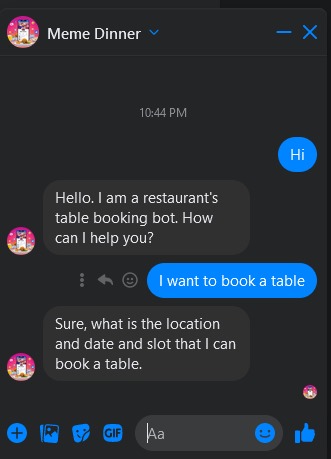 Meme Dinner
10:44 PM
Hi
Hello. I am a restaurant's
table booking bot. How
can I help you?
I want to book a table
Sure, what is the location
and date and slot that I can
book a table.
GIF
Aa